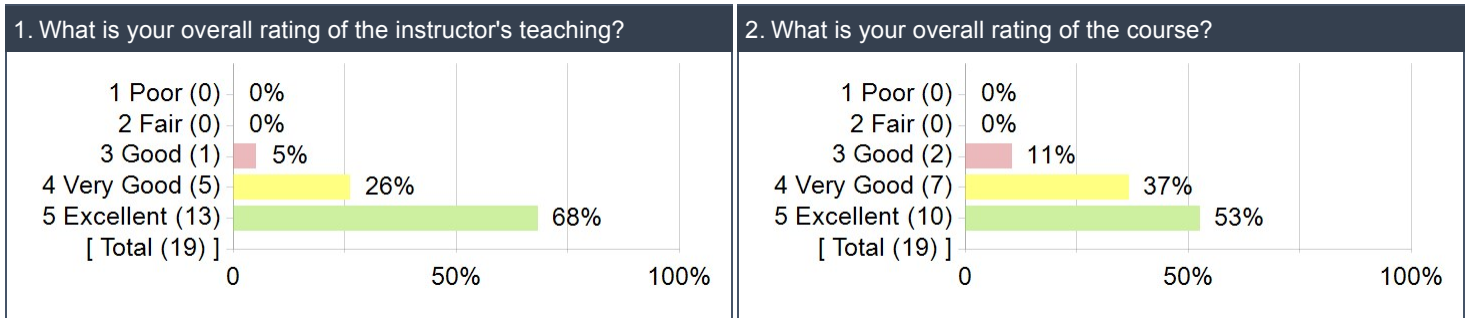 1. What is your overall rating of the instructor's teaching?
1 Poor (0) 0%
2 Fair (0) 0%
3 Good (1) 5%
4 Very Good (5) 26%
5 Excellent (13) 68%
[ Total (19) ]
0 50% 100%
2. What is your overall rating of the course?
1 Poor (0) 0%
2 Fair (0) 0%
3 Good (2) 11%
4 Very Good (7) 37%
5 Excellent (10) 53%
[ Total (19) ]
0 50% 100%